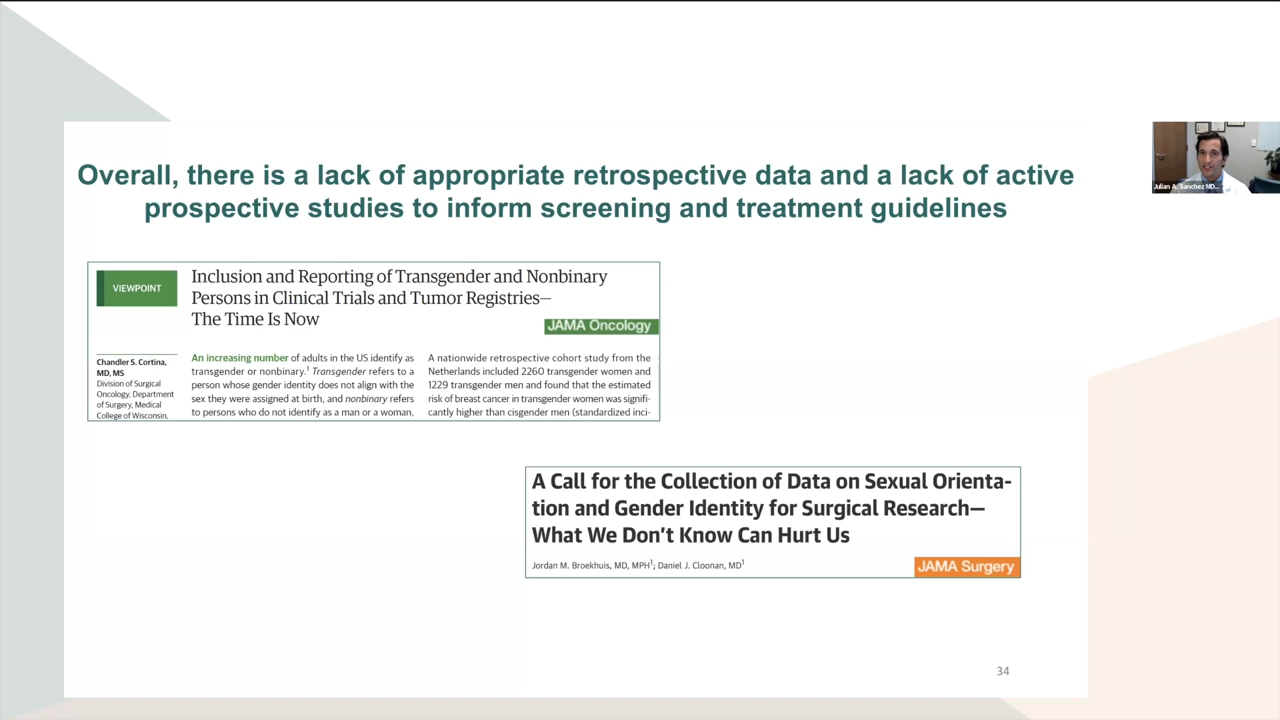 Overall, there is a lack of appropriate retrospective data and a lack of active
prospective studies to inform screening and treatment guidelines
Julian A. Sanchez MD...
VIEWPOINT
Inclusion and Reporting of Transgender and Nonbinary
Persons in Clinical Trials and Tumor Registries—
The Time Is Now
JAMA Oncology
Chandler S. Cortina,
MD, MS
Division of Surgical
Oncology, Department
of Surgery, Medical
College of Wisconsin,
An increasing number of adults in the US identify as
transgender or nonbinary.1 Transgender refers to a
person whose gender identity does not align with the
sex they were assigned at birth, and nonbinary refers
to persons who do not identify as a man or a woman,
A nationwide retrospective cohort study from the
Netherlands included 2260 transgender women and
1229 transgender men and found that the estimated
risk of breast cancer in transgender women was signifi-
cantly higher than cisgender men (standardized inci-
A Call for the Collection of Data on Sexual Orienta-
tion and Gender Identity for Surgical Research—
What We Don't Know Can Hurt Us
Jordan M. Broekhuis, MD, MPH1; Daniel J. Cloonan, MD1
JAMA Surgery
34